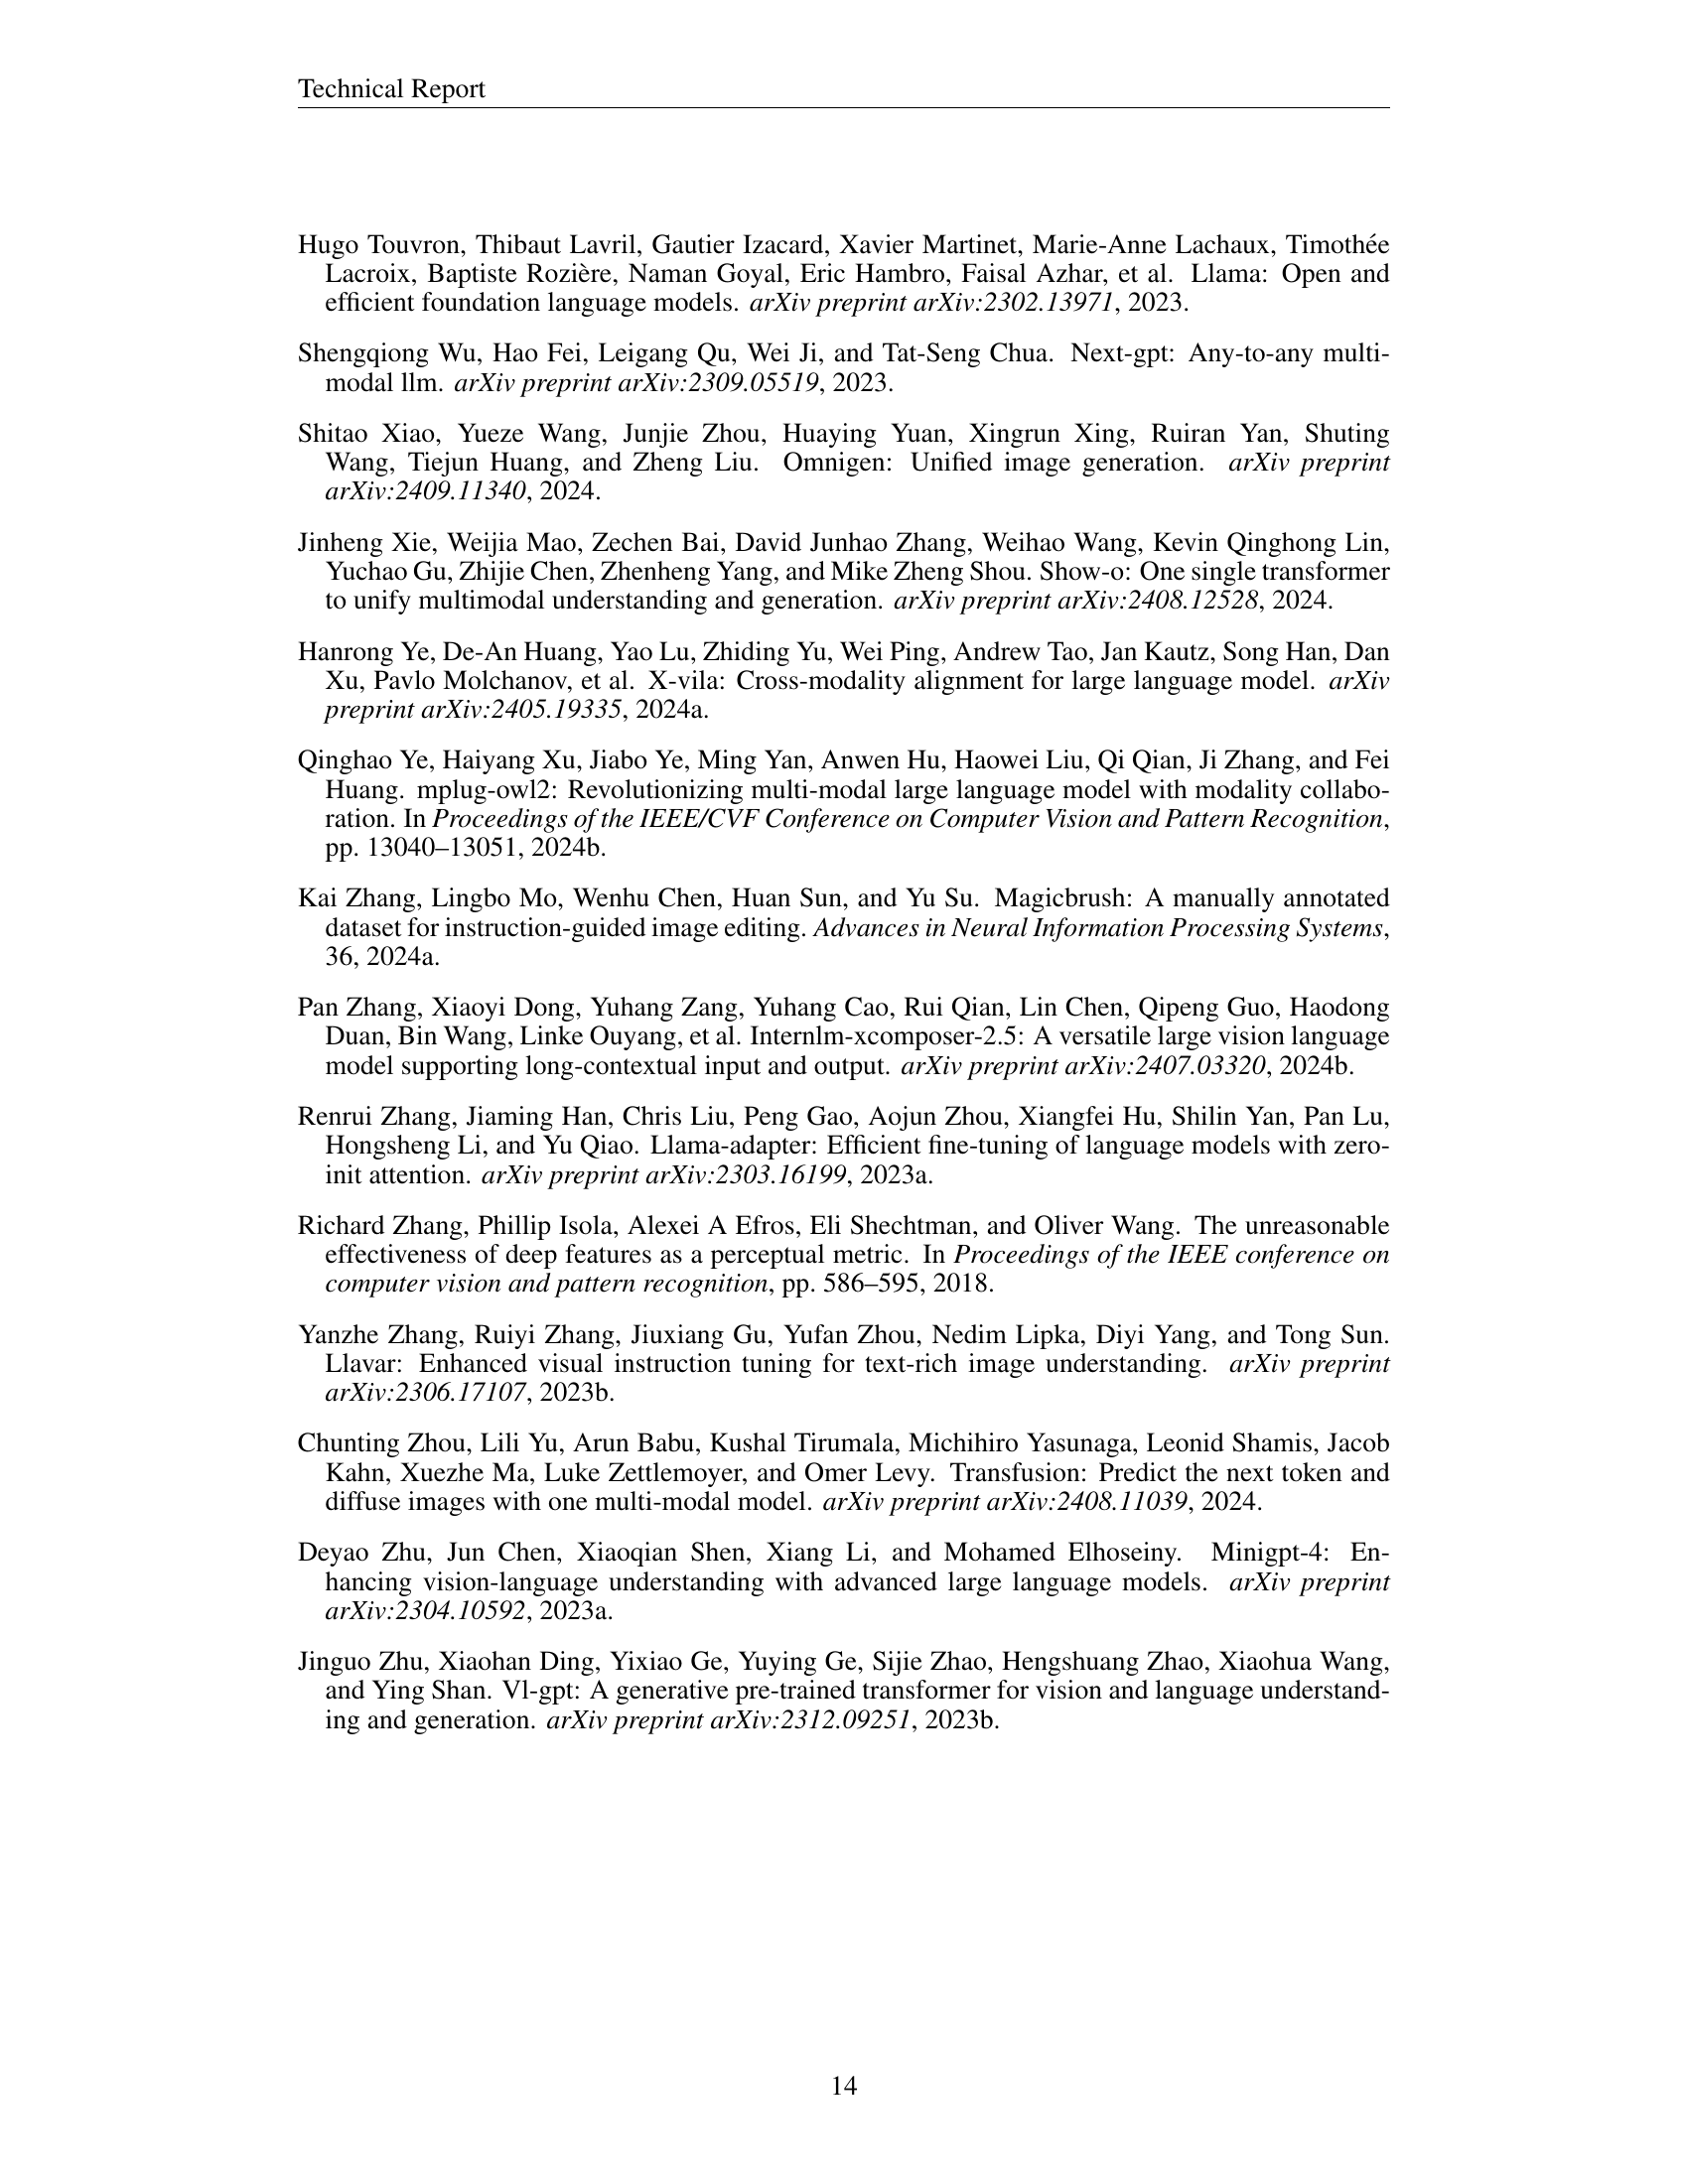 Technical Report
Hugo Touvron, Thibaut Lavril, Gautier Izacard, Xavier Martinet, Marie-Anne Lachaux, Timothée
Lacroix, Baptiste Rozière, Naman Goyal, Eric Hambro, Faisal Azhar, et al. Llama: Open and
efficient foundation language models. arXiv preprint arXiv:2302.13971, 2023.
Shengqiong Wu, Hao Fei, Leigang Qu, Wei Ji, and Tat-Seng Chua. Next-gpt: Any-to-any multi-
modal llm. arXiv preprint arXiv:2309.05519, 2023.
Shitao Xiao, Yueze Wang, Junjie Zhou, Huaying Yuan, Xingrun Xing, Ruiran Yan, Shuting
Wang, Tiejun Huang, and Zheng Liu. Omnigen: Unified image generation. arXiv preprint
arXiv:2409.11340, 2024.
Jinheng Xie, Weijia Mao, Zechen Bai, David Junhao Zhang, Weihao Wang, Kevin Qinghong Lin,
Yuchao Gu, Zhijie Chen, Zhenheng Yang, and Mike Zheng Shou. Show-o: One single transformer
to unify multimodal understanding and generation. arXiv preprint arXiv:2408.12528, 2024.
Hanrong Ye, De-An Huang, Yao Lu, Zhiding Yu, Wei Ping, Andrew Tao, Jan Kautz, Song Han, Dan
Xu, Pavlo Molchanov, et al. X-vila: Cross-modality alignment for large language model. arXiv
preprint arXiv:2405.19335, 2024a.
Qinghao Ye, Haiyang Xu, Jiabo Ye, Ming Yan, Anwen Hu, Haowei Liu, Qi Qian, Ji Zhang, and Fei
Huang. mplug-owl2: Revolutionizing multi-modal large language model with modality collabo-
ration. In Proceedings of the IEEE/CVF Conference on Computer Vision and Pattern Recognition,
pp. 13040–13051, 2024b.
Kai Zhang, Lingbo Mo, Wenhu Chen, Huan Sun, and Yu Su. Magicbrush: A manually annotated
dataset for instruction-guided image editing. Advances in Neural Information Processing Systems,
36, 2024a.
Pan Zhang, Xiaoyi Dong, Yuhang Zang, Yuhang Cao, Rui Qian, Lin Chen, Qipeng Guo, Haodong
Duan, Bin Wang, Linke Ouyang, et al. Internlm-xcomposer-2.5: A versatile large vision language
model supporting long-contextual input and output. arXiv preprint arXiv:2407.03320, 2024b.
Renrui Zhang, Jiaming Han, Chris Liu, Peng Gao, Aojun Zhou, Xiangfei Hu, Shilin Yan, Pan Lu,
Hongsheng Li, and Yu Qiao. Llama-adapter: Efficient fine-tuning of language models with zero-
init attention. arXiv preprint arXiv:2303.16199, 2023a.
Richard Zhang, Phillip Isola, Alexei A Efros, Eli Shechtman, and Oliver Wang. The unreasonable
effectiveness of deep features as a perceptual metric. In Proceedings of the IEEE conference on
computer vision and pattern recognition, pp. 586–595, 2018.
Yanzhe Zhang, Ruiyi Zhang, Jiuxiang Gu, Yufan Zhou, Nedim Lipka, Diyi Yang, and Tong Sun.
Llavar: Enhanced visual instruction tuning for text-rich image understanding. arXiv preprint
arXiv:2306.17107, 2023b.
Chunting Zhou, Lili Yu, Arun Babu, Kushal Tirumala, Michihiro Yasunaga, Leonid Shamis, Jacob
Kahn, Xuezhe Ma, Luke Zettlemoyer, and Omer Levy. Transfusion: Predict the next token and
diffuse images with one multi-modal model. arXiv preprint arXiv:2408.11039, 2024.
Deyao Zhu, Jun Chen, Xiaoqian Shen, Xiang Li, and Mohamed Elhoseiny. Minigpt-4: En-
hancing vision-language understanding with advanced large language models. arXiv preprint
arXiv:2304.10592, 2023a.
Jinguo Zhu, Xiaohan Ding, Yixiao Ge, Yuying Ge, Sijie Zhao, Hengshuang Zhao, Xiaohua Wang,
and Ying Shan. Vl-gpt: A generative pre-trained transformer for vision and language understand-
ing and generation. arXiv preprint arXiv:2312.09251, 2023b.
14